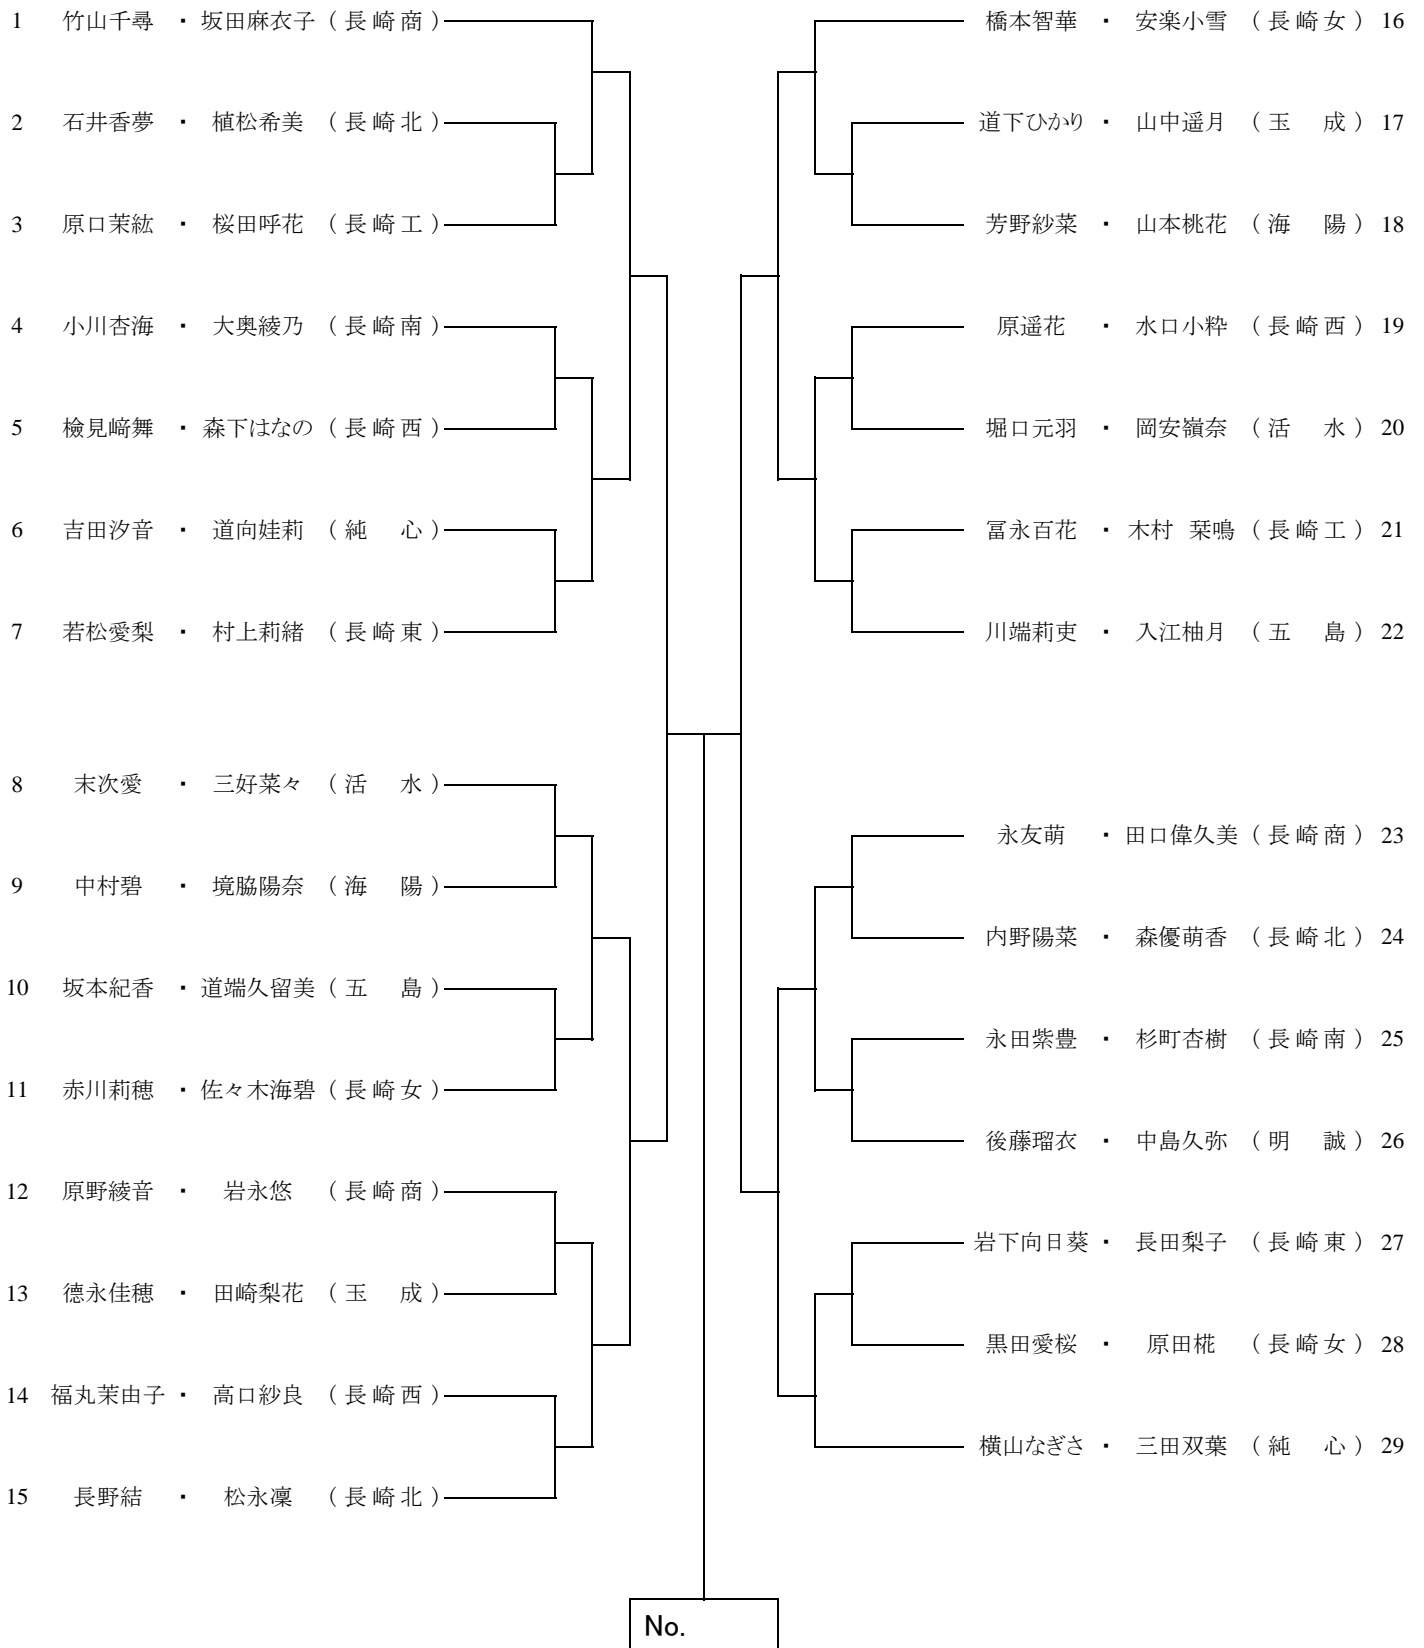 1 竹山千尋 ・ 坂田麻衣子 (長崎商)
2 石井香夢 ・ 植松希美 (長崎北)
3 原口茉紘 ・ 桜田呼花 (長崎工)
4 小川杏海 ・ 大奥綾乃 (長崎南)
5 檢見﨑舞 ・ 森下はなの (長崎西)
6 吉田汐音 ・ 道向娃莉 (純 心)
7 若松愛梨 ・ 村上莉緒 (長崎東)
8 末次愛 ・ 三好菜々 (活 水)
9 中村碧 ・ 境脇陽奈 (海 陽)
10 坂本紀香 ・ 道端久留美 (五 島)
11 赤川莉穂 ・ 佐々木海碧 (長崎女)
12 原野綾音 ・ 岩永悠 (長崎商)
13 德永佳穂 ・ 田崎梨花 (玉 成)
14 福丸茉由子 ・ 高口紗良 (長崎西)
15 長野結 ・ 松永凜 (長崎北)
橋本智華 ・ 安楽小雪 (長崎女) 16
道下ひかり ・ 山中遥月 (玉 成) 17
芳野紗菜 ・ 山本桃花 (海 陽) 18
原遥花 ・ 水口小粋 (長崎西) 19
堀口元羽 ・ 岡安嶺奈 (活 水) 20
冨永百花 ・ 木村 栞鳴 (長崎工) 21
川端莉吏 ・ 入江柚月 (五 島) 22
永友萌 ・ 田口偉久美 (長崎商) 23
内野陽菜 ・ 森優萌香 (長崎北) 24
永田紫豊 ・ 杉町杏樹 (長崎南) 25
後藤瑠衣 ・ 中島久弥 (明 誠) 26
岩下向日葵 ・ 長田梨子 (長崎東) 27
黒田愛桜 ・ 原田椛 (長崎女) 28
横山なぎさ ・ 三田双葉 (純 心) 29
No.